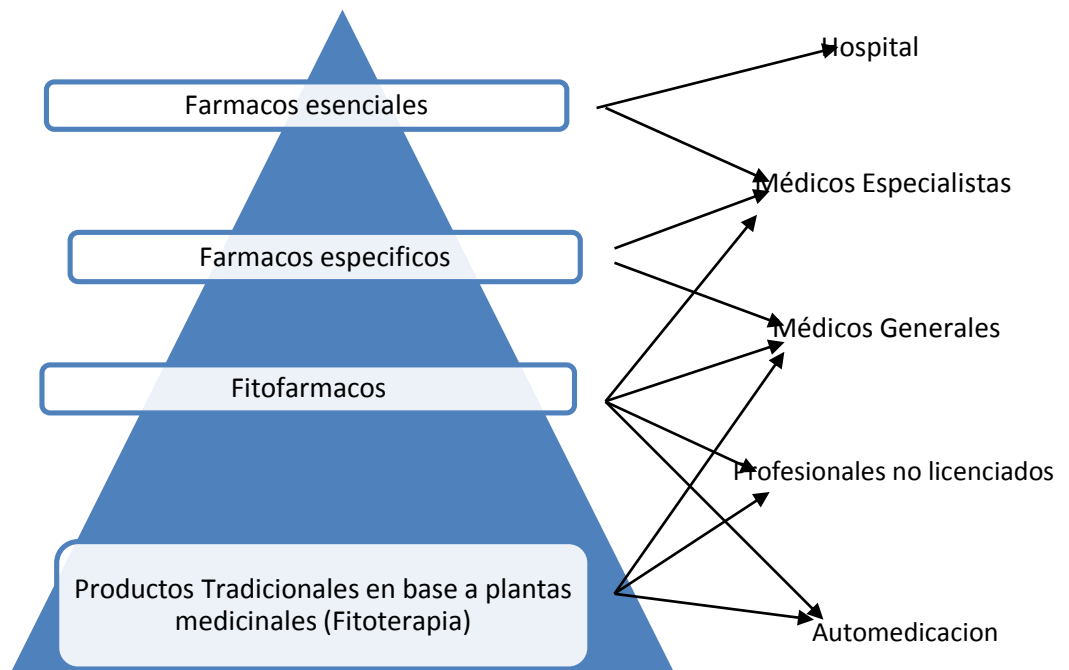 Hospital
Farmacos esenciales
Médicos Especialistas
Farmacos especificos
Médicos Generales
Fitofarmacos
Profesionales no licenciados
Productos Tradicionales en base a plantas
medicinales (Fitoterapia)
Automedicacion